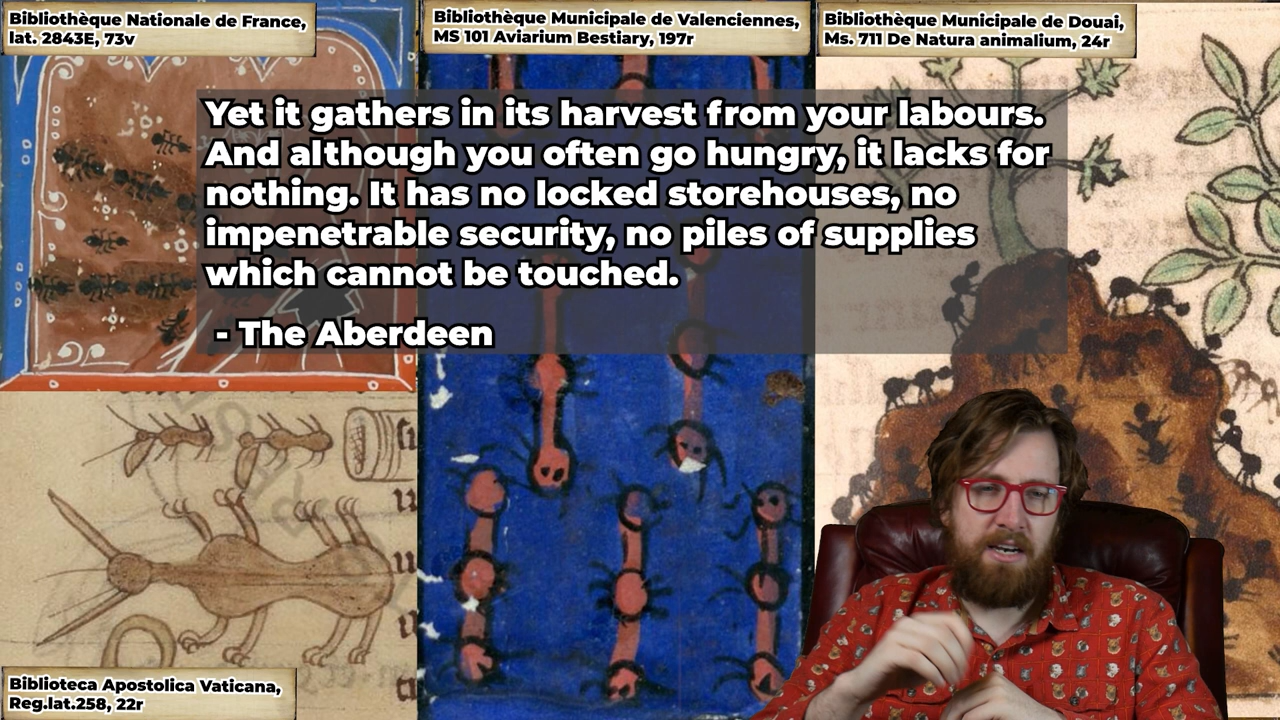 Bibliothèque Nationale de France,
lat. 2843E, 73v
Bibliothèque Municipale de Valenciennes,
MS 101 Aviarium Bestiary, 197r
Bibliothèque Municipale de Douai,
Ms. 711 De Natura animalium, 24r
Yet it gathers in its harvest from your labours.
And although you often go hungry, it lacks for
nothing. It has no locked storehouses, no
impenetrable security, no piles of supplies
which cannot be touched.
- The Aberdeen
Biblioteca Apostolica Vaticana,
Reg.lat.258, 22r